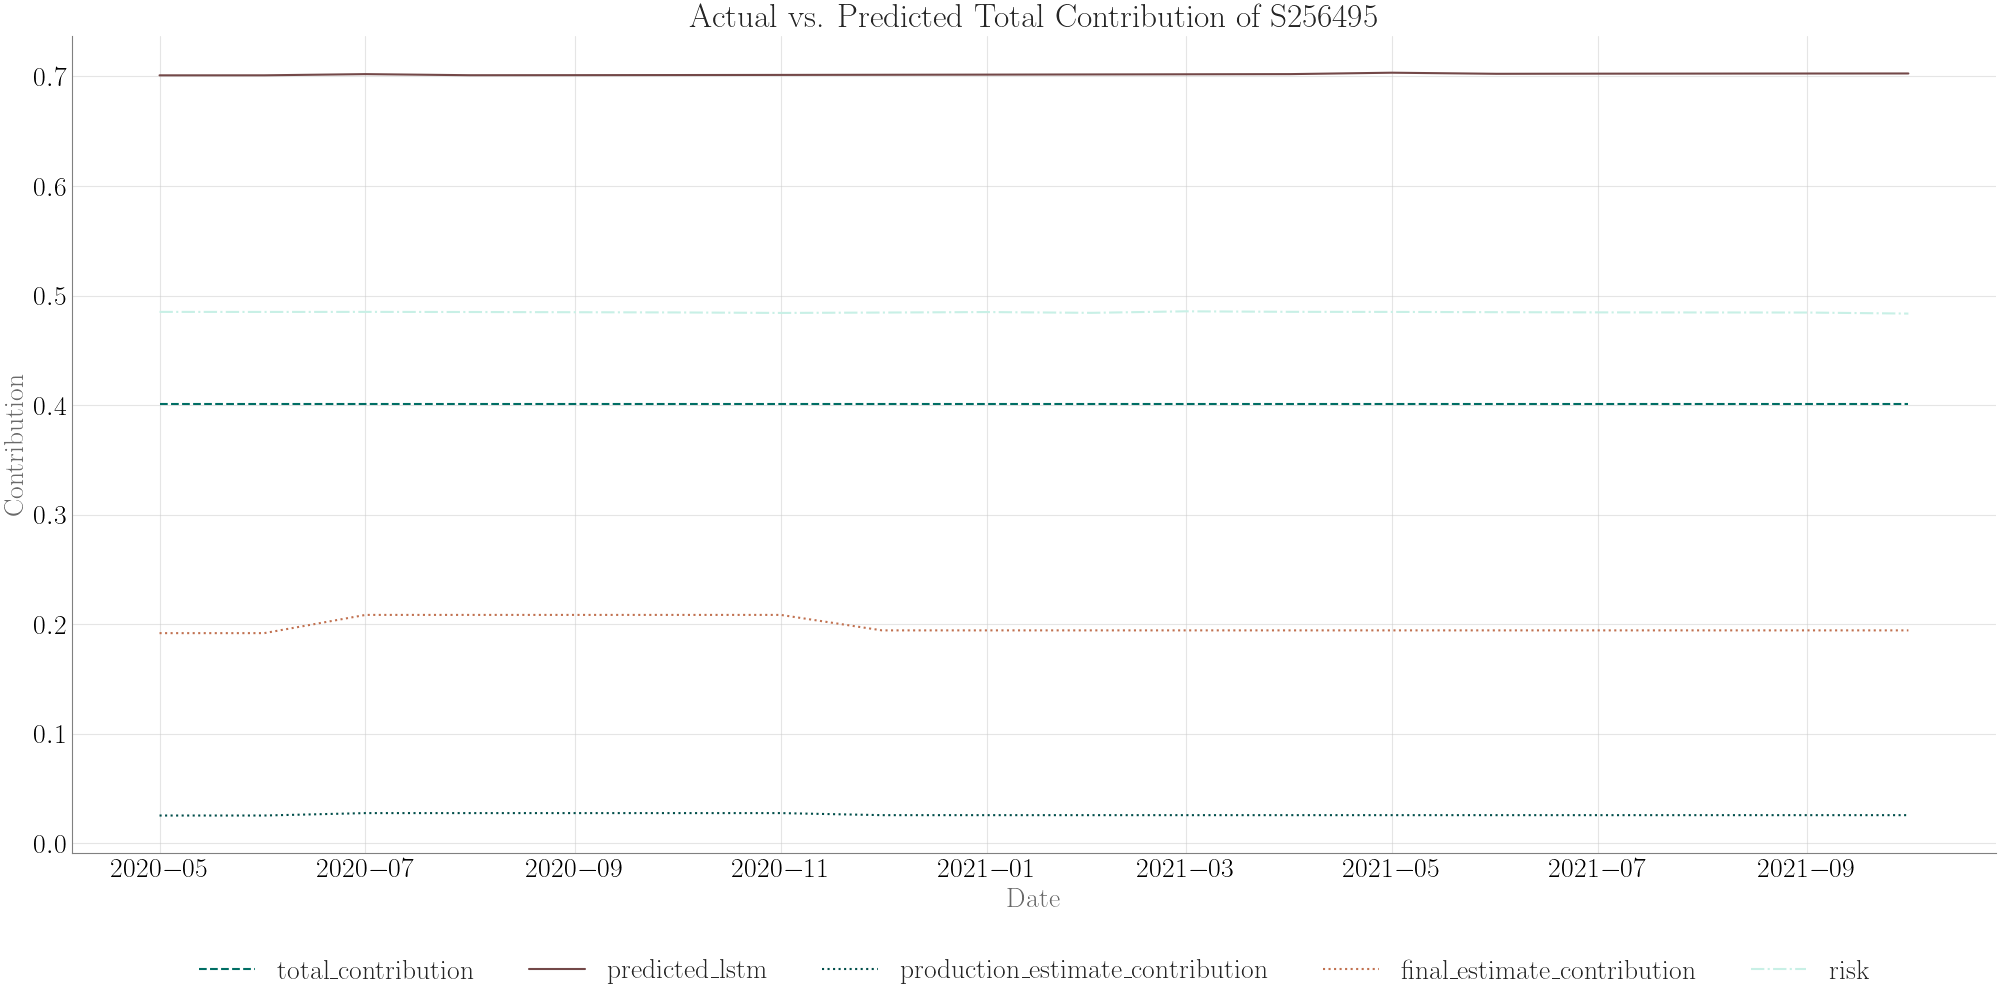 Actual vs. Predicted Total Contribution of S256495
0.7
0.6
0.5
0.4
0.3
0.2
0.1
0.0
Contribution
2020−05 2020−07 2020−09 2020−11 2021−01 2021−03 2021−05 2021−07 2021−09
Date
total_contribution predicted_lstm production_estimate_contribution final_estimate_contribution risk